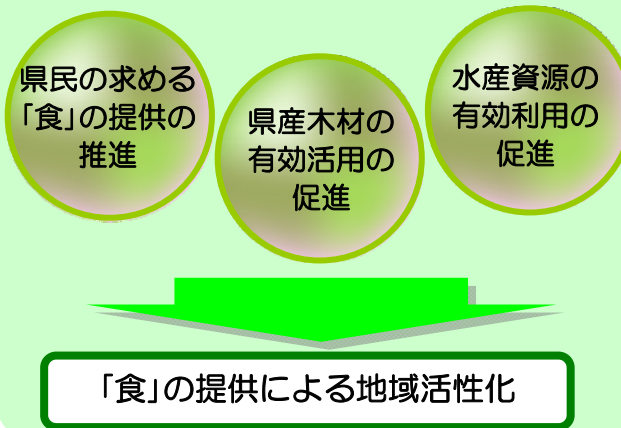 県民の求める
「食」の提供の
推進
県産木材の
有効活用の
促進
水産資源の
有効利用の
促進
「食」の提供による地域活性化